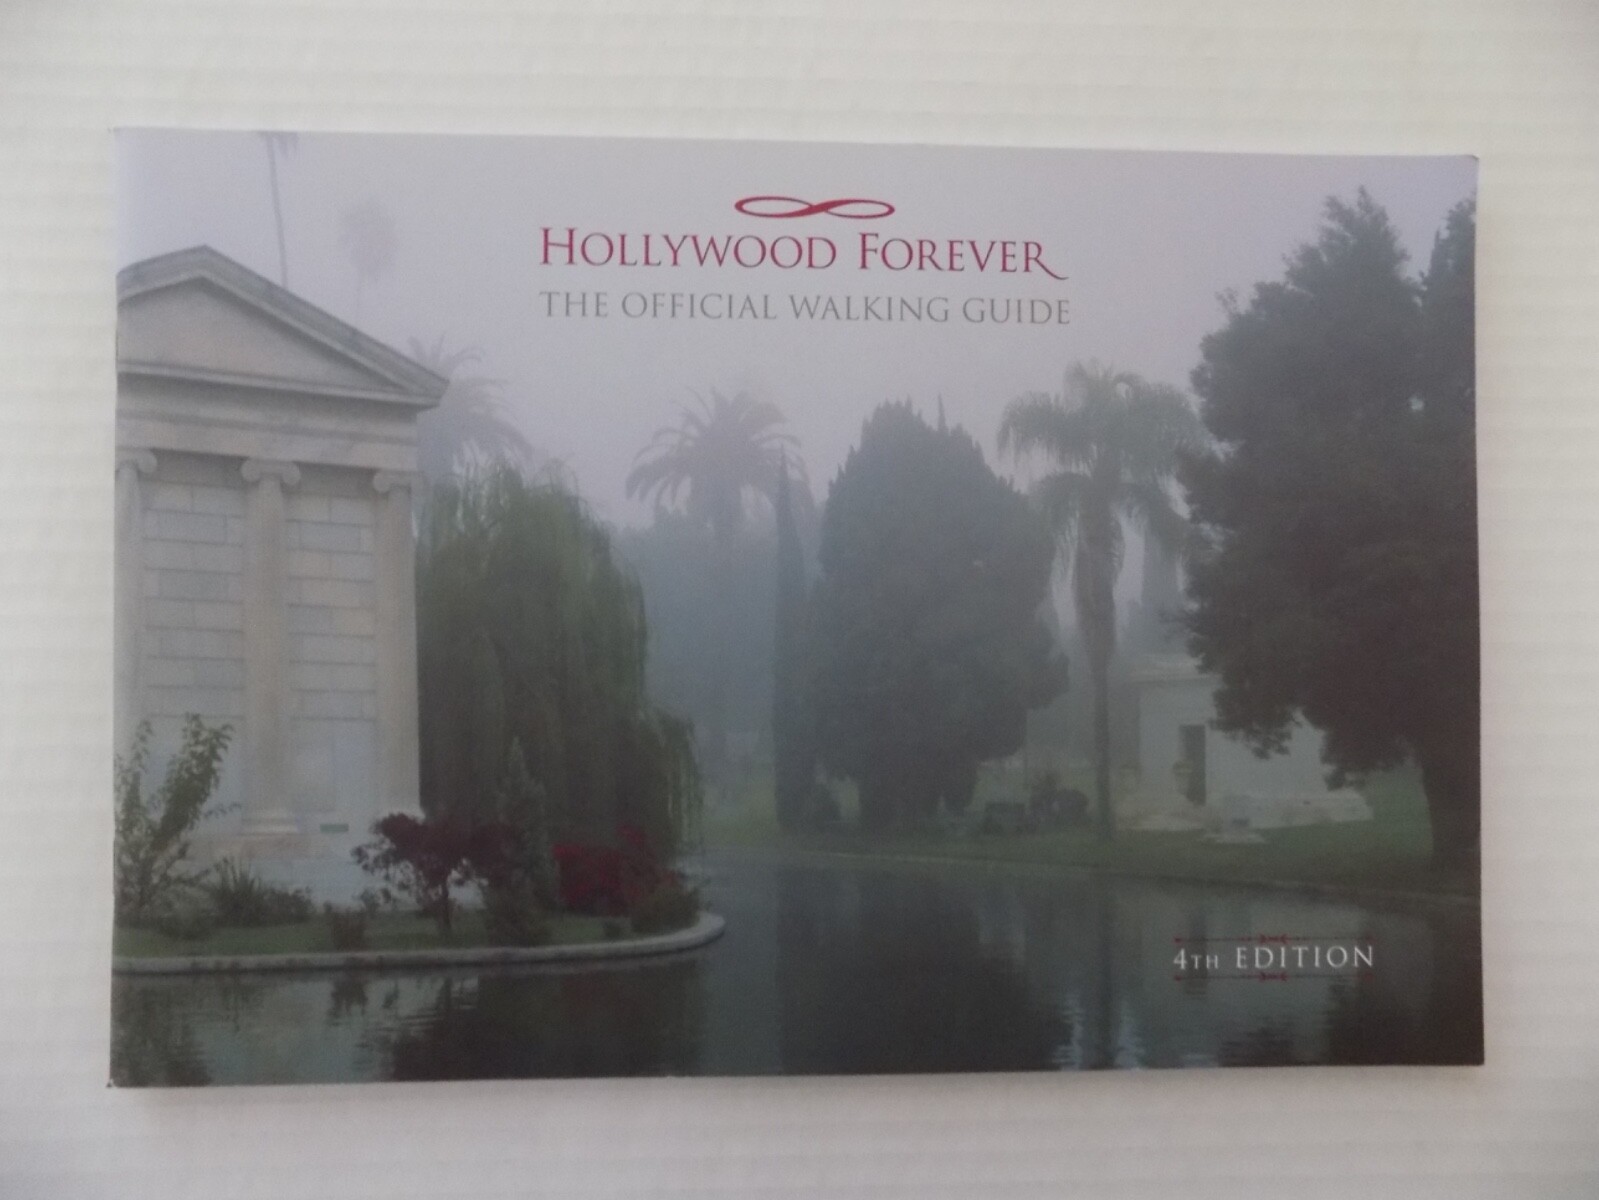 HOLLYWOOD FOREVER
THE OFFICIAL WALKING GUIDE
4TH EDITION